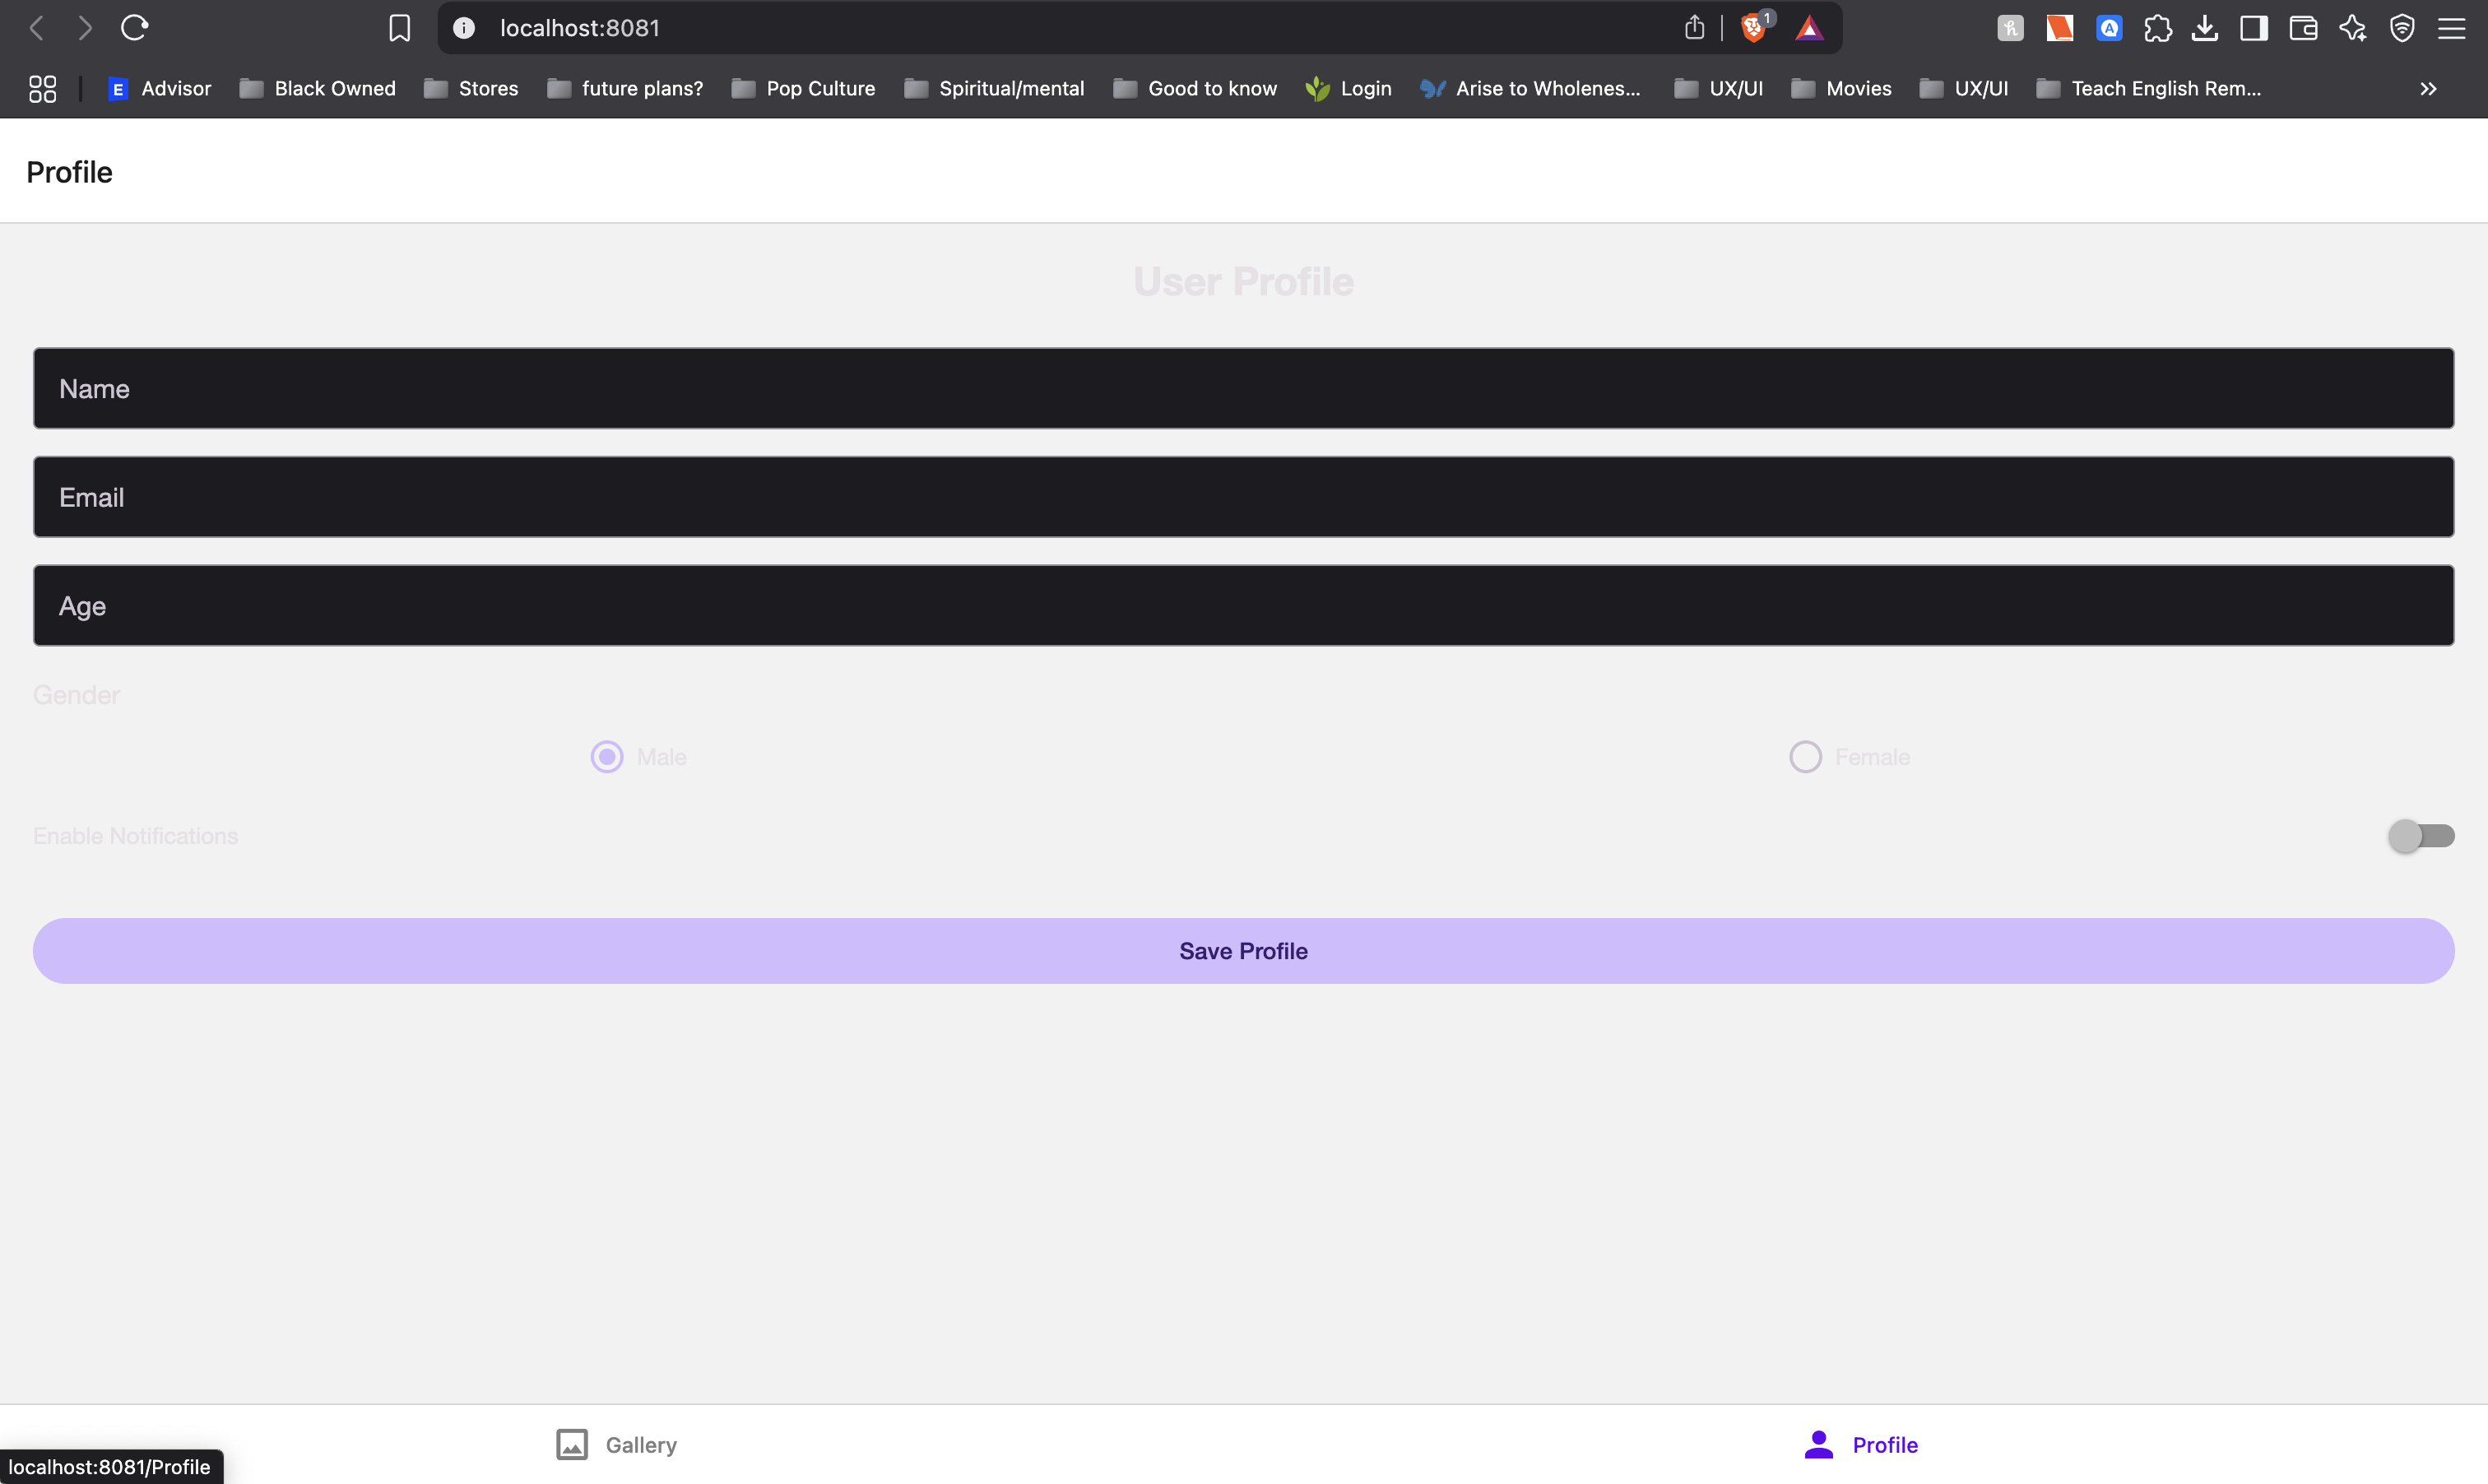 localhost:8081
1
Advisor
Black Owned
Stores
future plans?
Pop Culture
Spiritual/mental
Good to know
Login
Arise to Wholenes...
UX/UI
Movies
UX/UI
Teach English Rem...
Profile
User Profile
Name
Email
Age
Gender
Male
Female
Enable Notifications
Save Profile
Gallery
Profile
localhost:8081/Profile